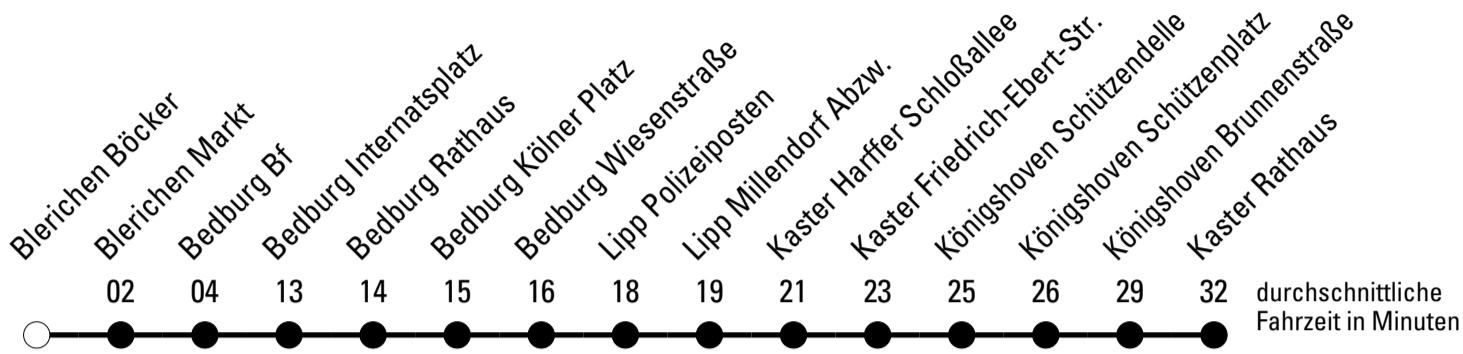 Blerichen Böcker
Blerichen Markt
Bedburg Bf
Bedburg Internatsplatz
Bedburg Rathaus
Bedburg Kölner Platz
Bedburg Wiesenstraße
Lipp Polizeiposten
Lipp Millendorf Abzw.
Kaster Harffer Schloßallee
Kaster Friedrich-Ebert-Str.
Königshoven Schützendelle
Königshoven Schützenplatz
Königshoven Brunnenstraße
Kaster Rathaus
02 04 13 14 15 16 18 19 21 23 25 26 29 32
durchschnittliche
Fahrzeit in Minuten